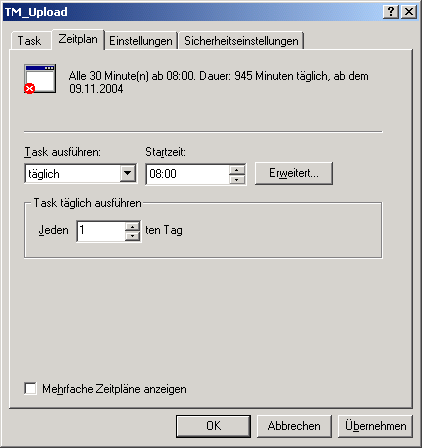 TM_Upload
Task Zeitplan Einstellungen Sicherheitseinstellungen
Alle 30 Minute(n) ab 08:00. Dauer: 945 Minuten täglich, ab dem
09.11.2004
Task ausführen: Startzeit:
täglich 08:00 Erweitert...
Task täglich ausführen
Jeden 1 ten Tag
Mehrfache Zeitpläne anzeigen
OK Abbrechen Übernehmen